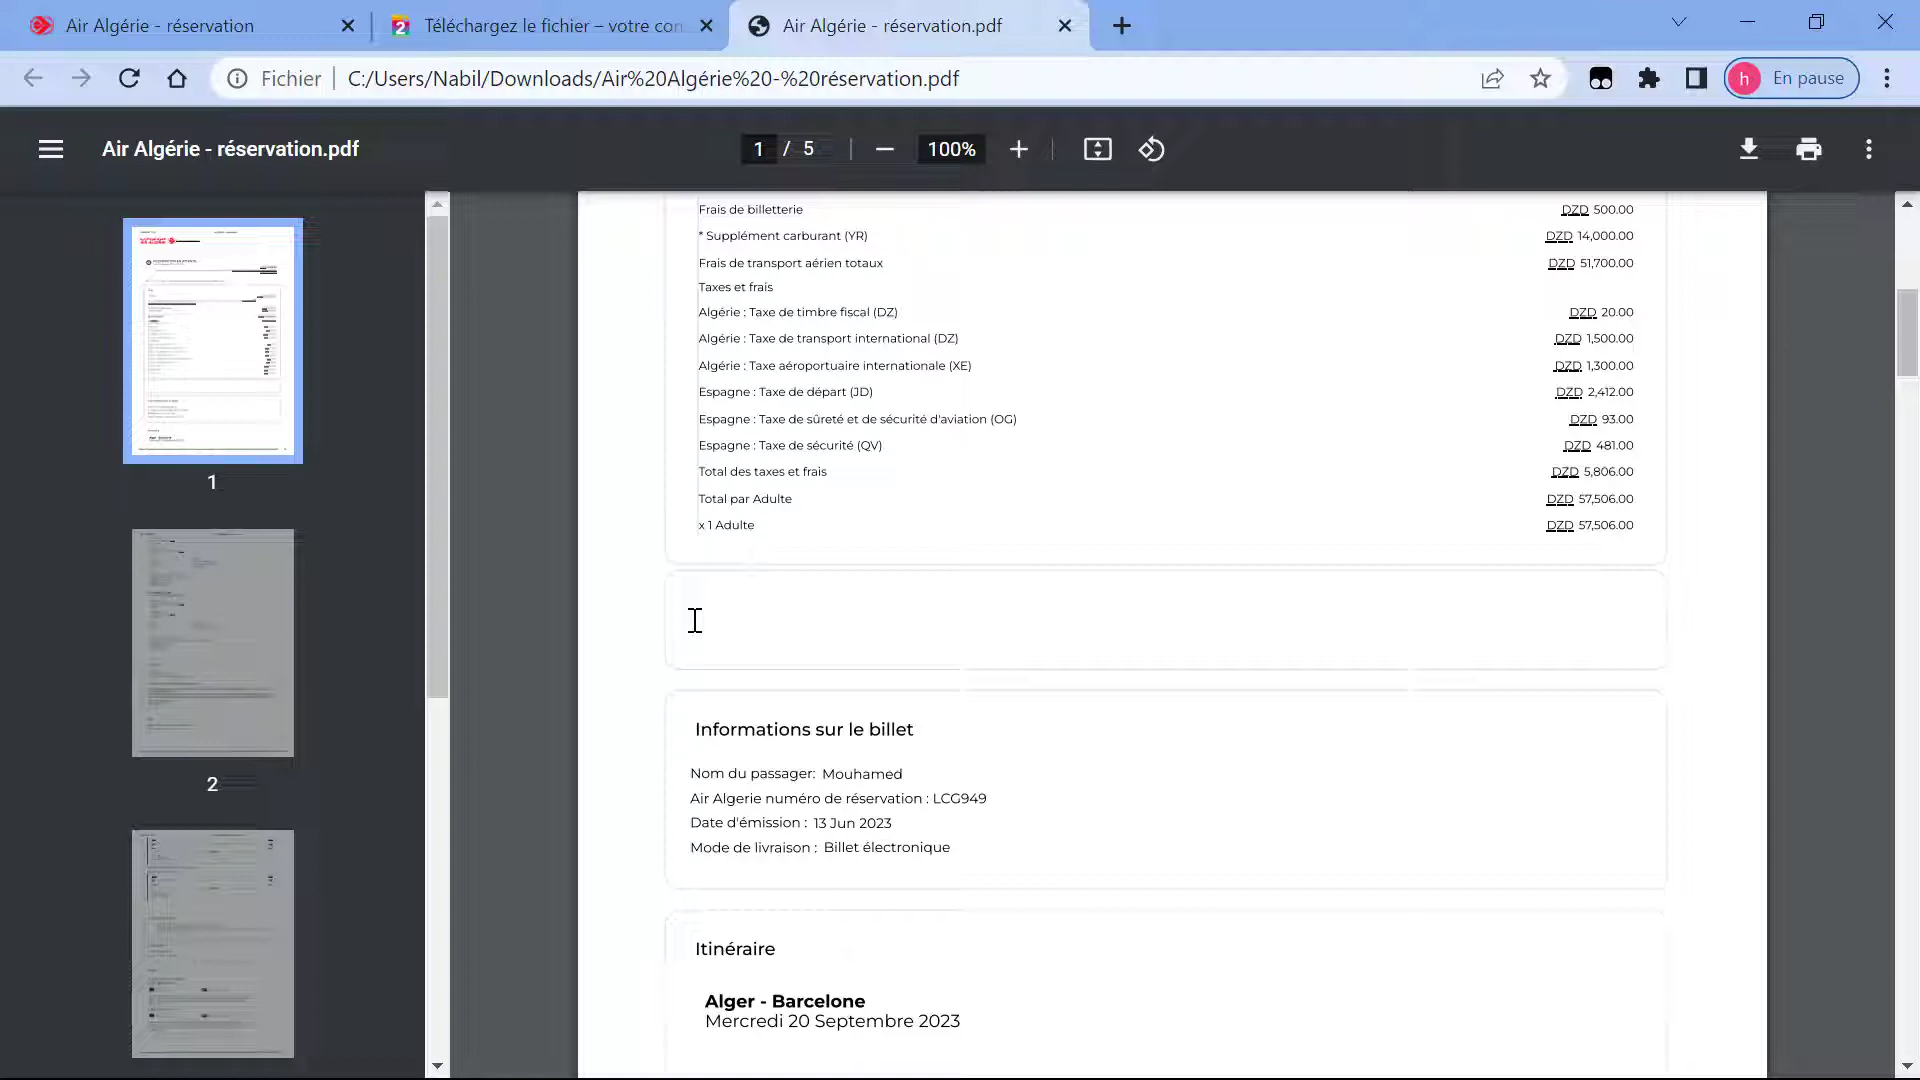 Air Algérie - réservation
Téléchargez le fichier – votre con
Air Algérie - réservation.pdf
Fichier
C:/Users/Nabil/Downloads/Air%20Algérie%20-%20réservation.pdf
h
En pause
Air Algérie - réservation.pdf
1 / 5
100%
Frais de billetterie DZD 500.00
* Supplément carburant (YR) DZD 14,000.00
Frais de transport aérien totaux DZD 51,700.00
Taxes et frais
Algérie : Taxe de timbre fiscal (DZ) DZD 20.00
Algérie : Taxe de transport international (DZ) DZD 1,500.00
Algérie : Taxe aéroportuaire internationale (XE) DZD 1,300.00
Espagne : Taxe de départ (JD) DZD 2,412.00
Espagne : Taxe de sûreté et de sécurité d'aviation (OG) DZD 93.00
Espagne : Taxe de sécurité (QV) DZD 481.00
Total des taxes et frais DZD 5,806.00
Total par Adulte DZD 57,506.00
x 1 Adulte DZD 57,506.00
Informations sur le billet
Nom du passager: Mouhamed
Air Algerie numéro de réservation : LCG949
Date d'émission : 13 Jun 2023
Mode de livraison : Billet électronique
Itinéraire
Alger - Barcelone
Mercredi 20 Septembre 2023
1
2